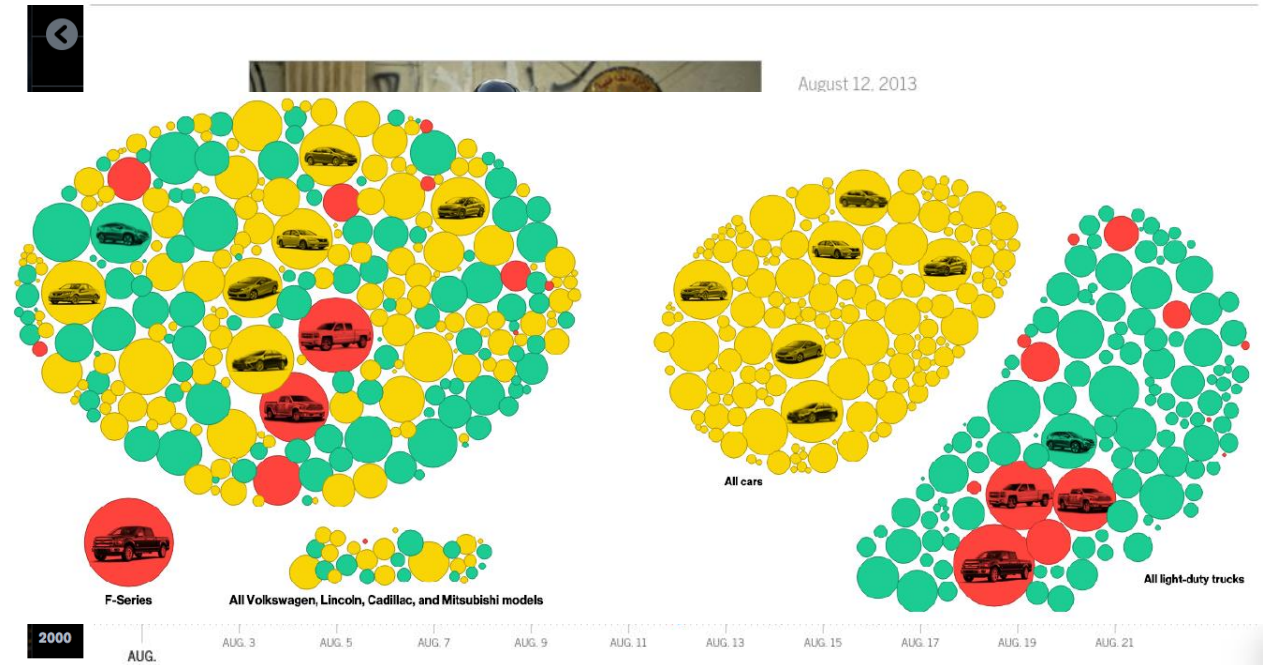 August 12, 2013
All cars
All light-duty trucks
F-Series
All Volkswagen, Lincoln, Cadillac, and Mitsubishi models
2000
AUG.
AUG. 3
AUG. 5
AUG. 7
AUG. 9
AUG. 11
AUG. 13
AUG. 15
AUG. 17
AUG. 19
AUG. 21